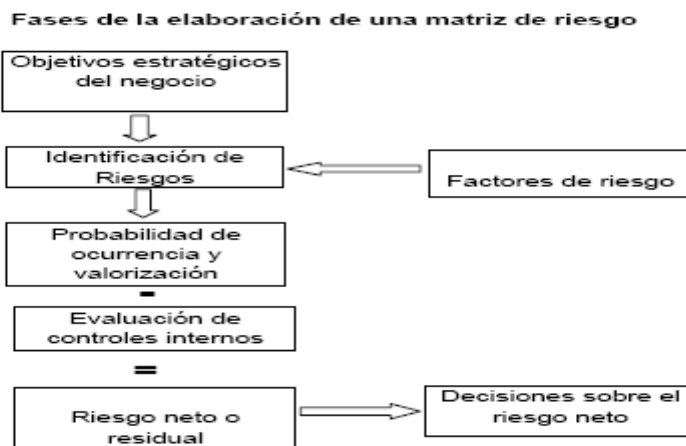 Fases de la elaboración de una matriz de riesgo
Objetivos estratégicos
del negocio
Identificación de
Riesgos
Factores de riesgo
Probabilidad de
ocurrencia y
valorización
-
Evaluación de
controles internos
=
Riesgo neto o
residual
Decisiones sobre el
riesgo neto